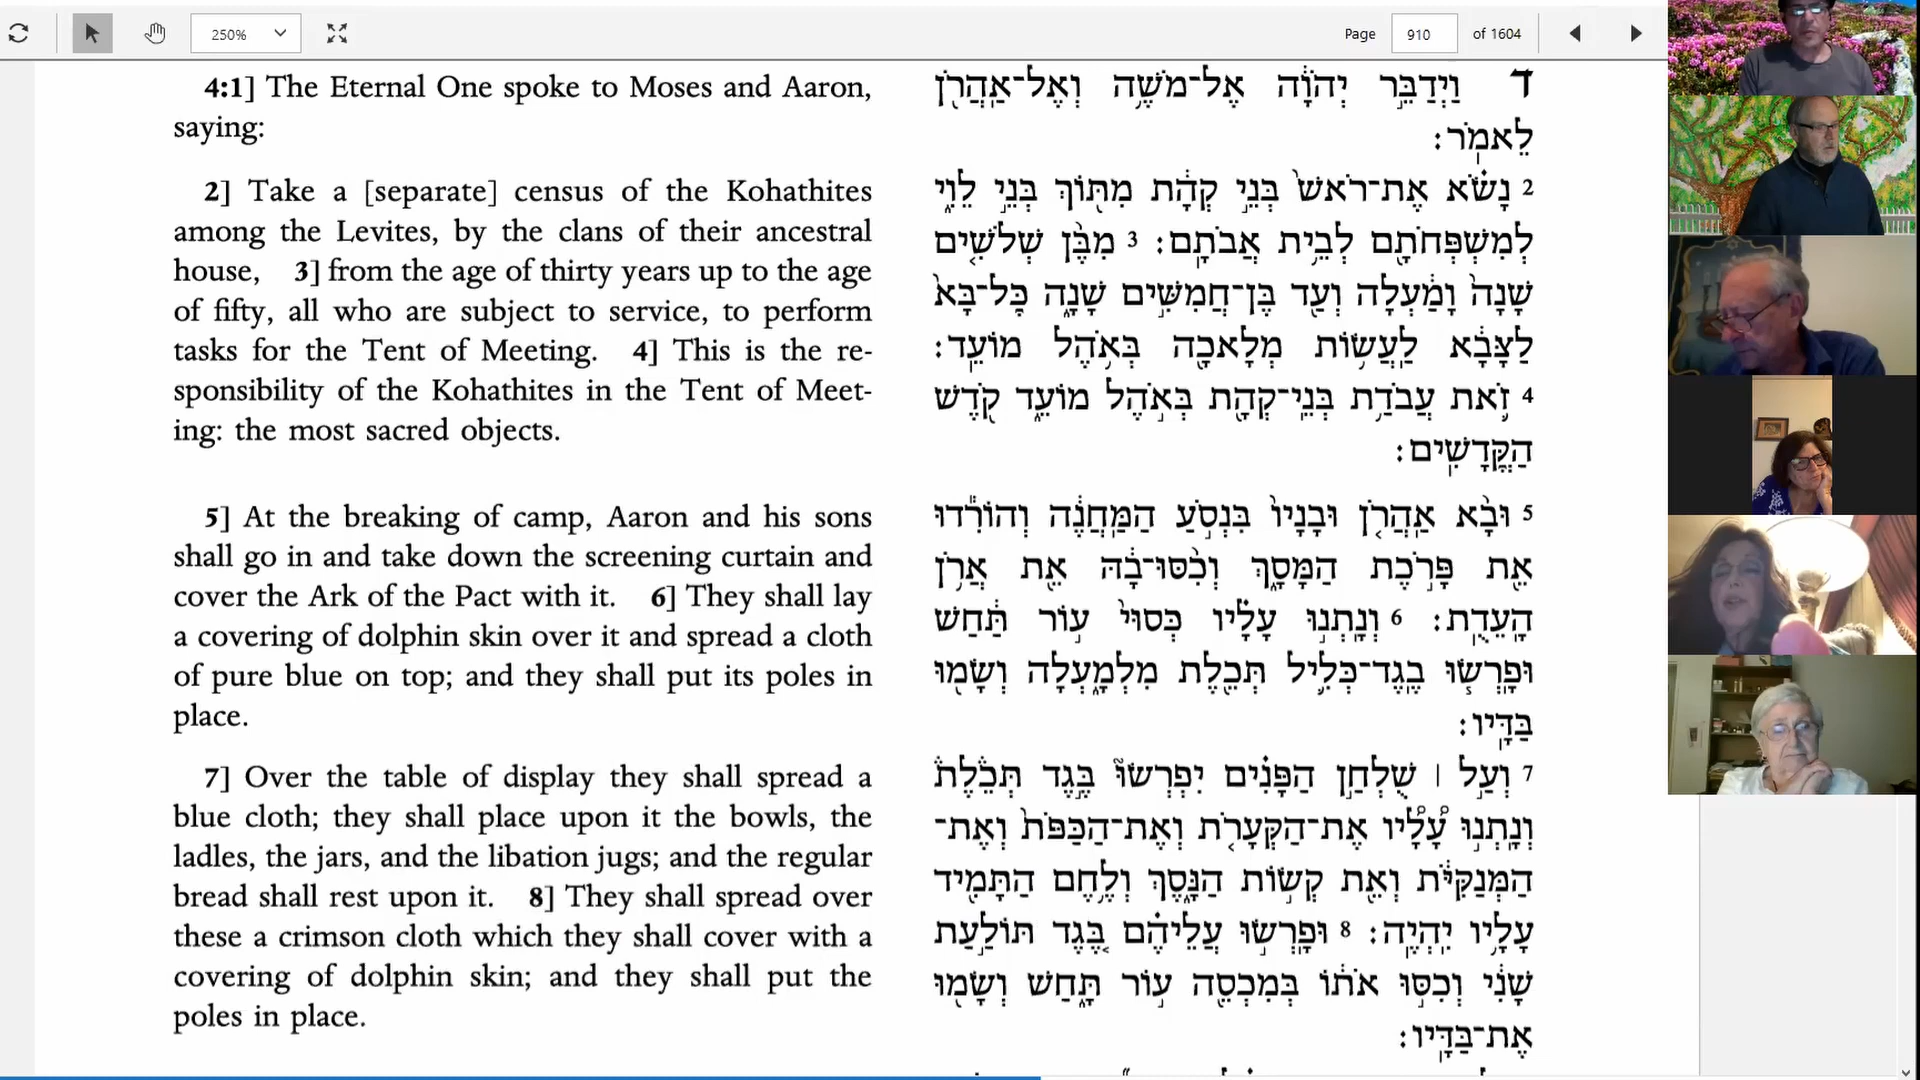 250%
Page 910 of 1604
4:1] The Eternal One spoke to Moses and Aaron,
saying:
2] Take a [separate] census of the Kohathites
among the Levites, by the clans of their ancestral
house, 3] from the age of thirty years up to the age
of fifty, all who are subject to service, to perform
tasks for the Tent of Meeting. 4] This is the re-
sponsibility of the Kohathites in the Tent of Meet-
ing: the most sacred objects.
5] At the breaking of camp, Aaron and his sons
shall go in and take down the screening curtain and
cover the Ark of the Pact with it. 6] They shall lay
a covering of dolphin skin over it and spread a cloth
of pure blue on top; and they shall put its poles in
place.
7] Over the table of display they shall spread a
blue cloth; they shall place upon it the bowls, the
ladles, the jars, and the libation jugs; and the regular
bread shall rest upon it. 8] They shall spread over
these a crimson cloth which they shall cover with a
covering of dolphin skin; and they shall put the
poles in place.
ד וַיְדַבֵּ֣ר יְהֹוָ֔ה אֶל־מֹשֶׁ֥ה וְאֶֽל־אַהֲרֹ֖ן
לֵאמֹֽר׃
2 נָשֹׂ֗א אֶת־רֹאשׁ֙ בְּנֵ֣י קְהָ֔ת מִתּ֖וֹךְ בְּנֵ֣י לֵוִ֑י
לְמִשְׁפְּחֹתָ֖ם לְבֵ֥ית אֲבֹתָֽם׃ 3 מִבֶּ֨ן שְׁלֹשִׁ֤ים
שָׁנָה֙ וָמַ֔עְלָה וְעַ֖ד בֶּן־חֲמִשִּׁ֣ים שָׁנָ֑ה כׇּל־בָּא֙
לַצָּבָ֔א לַעֲשׂ֥וֹת מְלָאכָ֖ה בְּאֹ֥הֶל מוֹעֵֽד׃
4 זֹ֛את עֲבֹדַ֥ת בְּנֵי־קְהָ֖ת בְּאֹ֣הֶל מוֹעֵ֑ד קֹ֖דֶשׁ
הַקֳּדָשִֽׁים׃
5 וּבָ֨א אַהֲרֹ֤ן וּבָנָיו֙ בִּנְסֹ֣עַ הַֽמַּחֲנֶ֔ה וְהוֹרִ֕דוּ
אֵ֖ת פָּרֹ֣כֶת הַמָּסָ֑ךְ וְכִ֨סּוּ־בָ֔הּ אֵ֖ת אֲרֹ֥ן
הָעֵדֻֽת׃ 6 וְנָתְנ֣וּ עָלָ֗יו כְּסוּי֙ ע֣וֹר תַּ֔חַשׁ
וּפָרְשׂ֧וּ בֶֽגֶד־כְּלִ֛יל תְּכֵ֖לֶת מִלְמָ֑עְלָה וְשָׂמ֖וּ
בַּדָּֽיו׃
7 וְעַ֣ל ׀ שֻׁלְחַ֣ן הַפָּנִ֗ים יִפְרְשׂוּ֮ בֶּ֣גֶד תְּכֵ֒לֶת֒
וְנָתְנ֣וּ עָ֠לָ֠יו אֶת־הַקְּעָרֹ֤ת וְאֶת־הַכַּפֹּת֙ וְאֶת־
הַמְּנַקִּיֹּ֔ת וְאֵ֖ת קְשׂ֣וֹת הַנָּ֑סֶךְ וְלֶ֥חֶם הַתָּמִ֖יד
עָלָ֥יו יִהְיֶֽה׃ 8 וּפָרְשׂ֣וּ עֲלֵיהֶ֗ם בֶּ֚גֶד תּוֹלַ֣עַת
שָׁנִ֔י וְכִסּ֣וּ אֹת֔וֹ בְּמִכְסֵ֖ה ע֣וֹר תָּ֑חַשׁ וְשָׂמ֖וּ
אֶת־בַּדָּֽיו׃